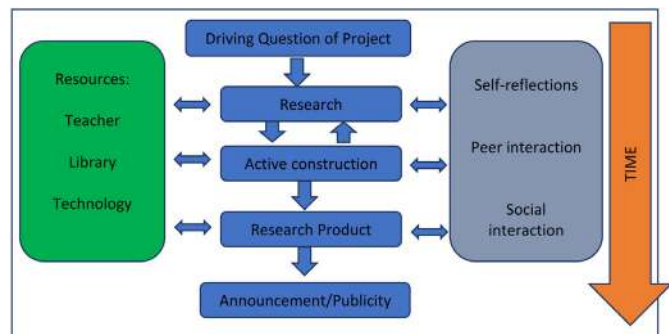 Driving Question of Project
Resources:
Teacher
Library
Technology
Research
Active construction
Research Product
Announcement/Publicity
Self-reflections
Peer interaction
Social
interaction
TIME